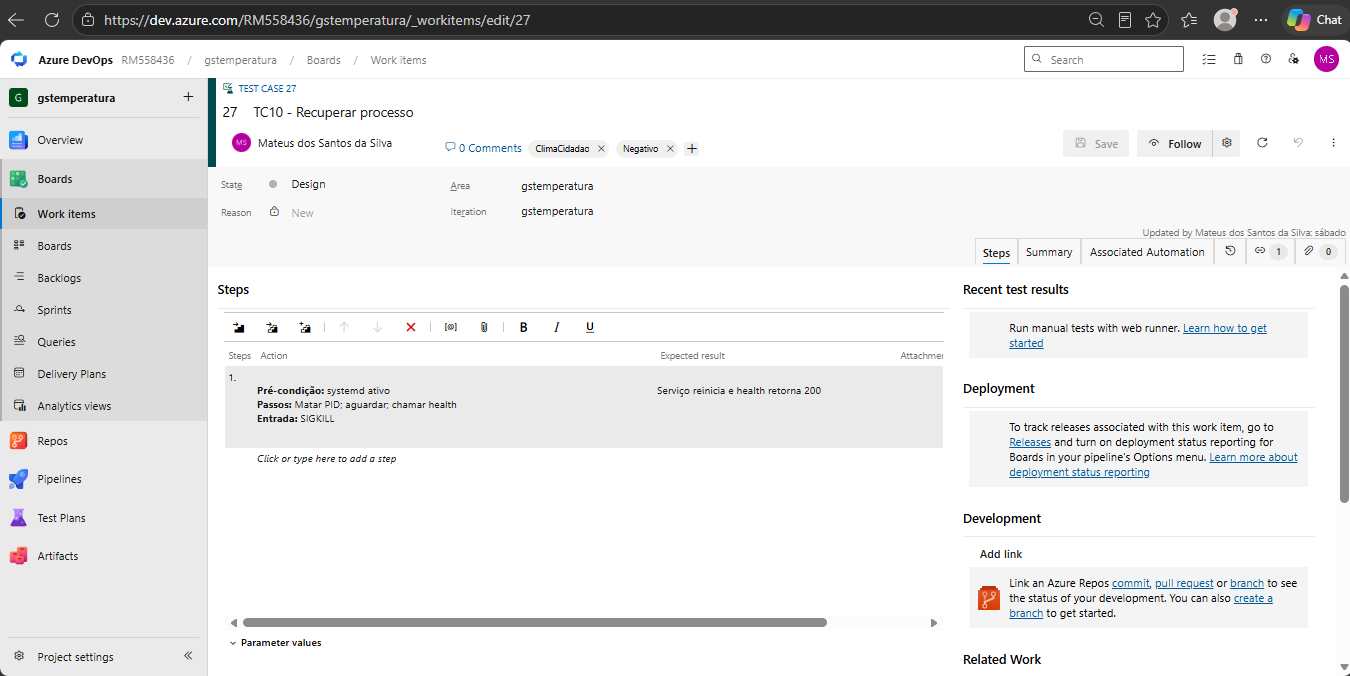 https://dev.azure.com/RM558436/gstemperatura/_workitems/edit/27
Chat
Azure DevOps RM558436 / gstemperatura / Boards / Work items
Search
MS
G gstemperatura
Overview
Boards
Work items
Boards
Backlogs
Sprints
Queries
Delivery Plans
Analytics views
Repos
Pipelines
Test Plans
Artifacts
Project settings
TEST CASE 27
27 TC10 - Recuperar processo
MS Mateus dos Santos da Silva
0 Comments
ClimaCidadao
Negativo
Save
Follow
State Design
Area gstemperatura
Reason New
Iteration gstemperatura
Updated by Mateus dos Santos da Silva: sábado
Steps Summary Associated Automation 1 0
Steps
B I U
Steps Action Expected result Attachmen
1.
Pré-condição: systemd ativo
Passos: Matar PID; aguardar; chamar health
Entrada: SIGKILL
Serviço reinicia e health retorna 200
Click or type here to add a step
Parameter values
Recent test results
Run manual tests with web runner. Learn how to get
started
Deployment
To track releases associated with this work item, go to
Releases and turn on deployment status reporting for
Boards in your pipeline's Options menu. Learn more about
deployment status reporting
Development
Add link
Link an Azure Repos commit, pull request or branch to see
the status of your development. You can also create a
branch to get started.
Related Work